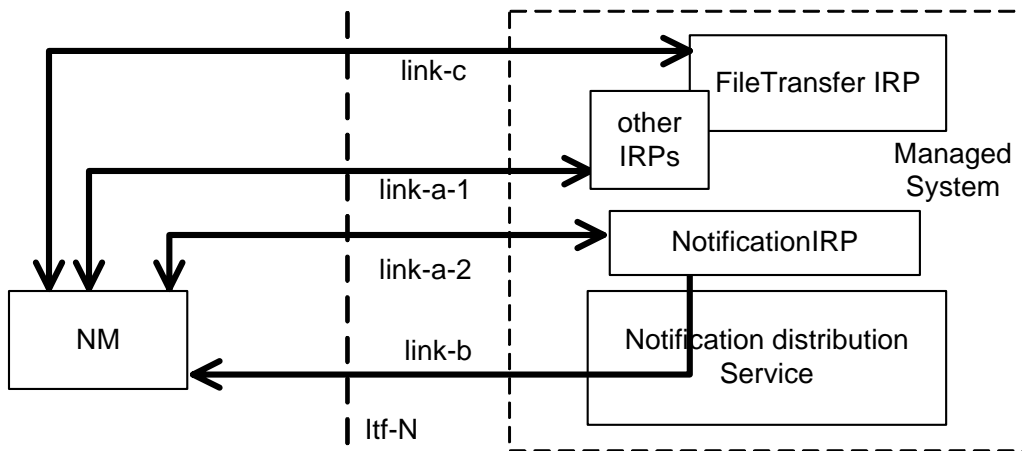 link-c
FileTransfer IRP
other
IRPs
Managed
System
link-a-1
NotificationIRP
link-a-2
NM
link-b
Notification distribution
Service
Itf-N